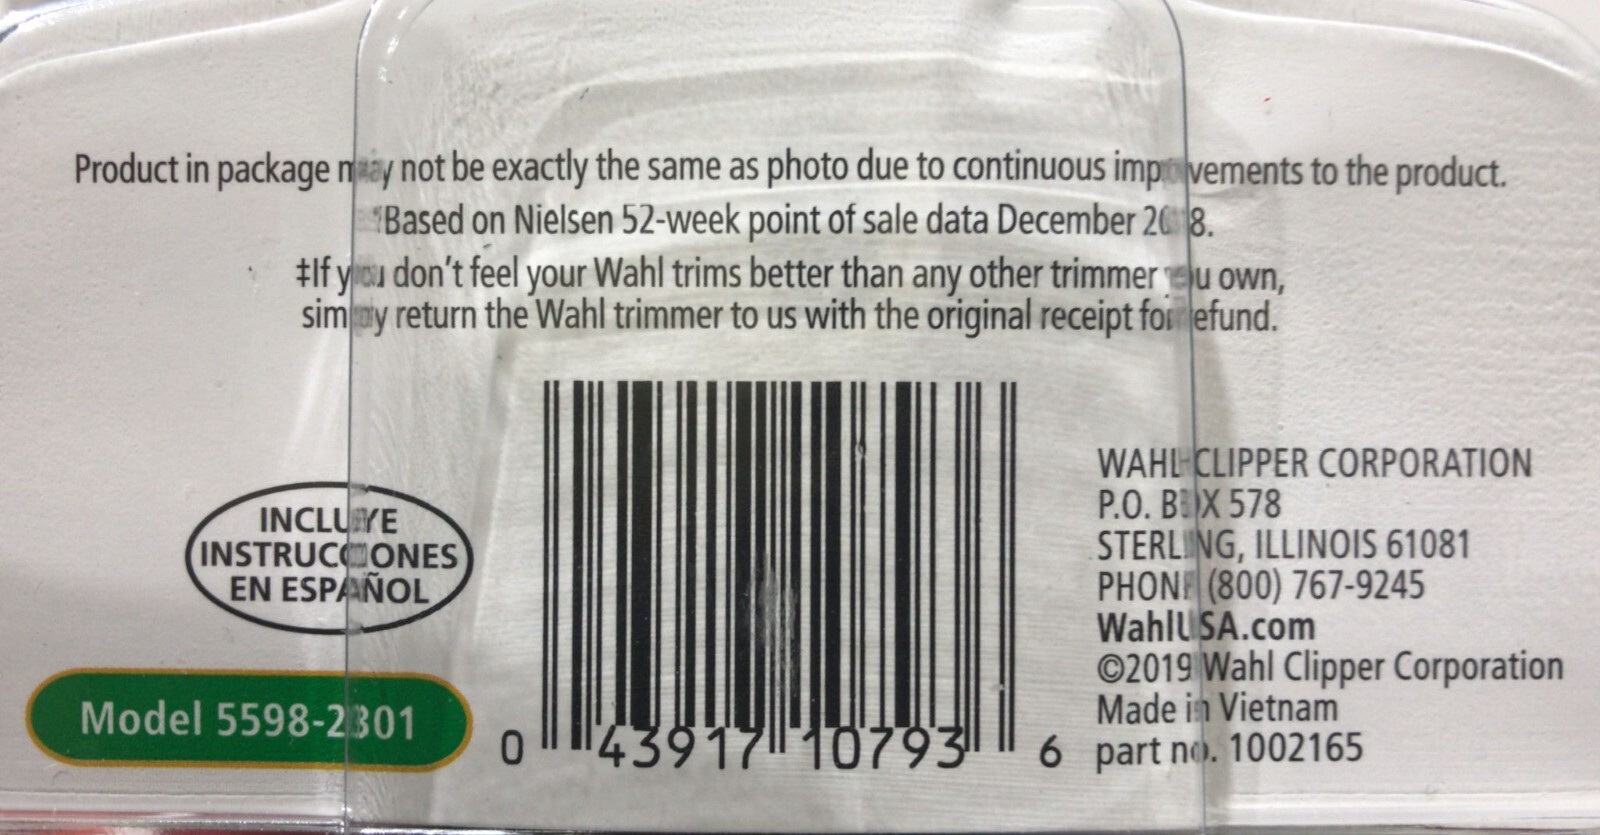 Product in package may not be exactly the same as photo due to continuous improvements to the product.
†Based on Nielsen 52-week point of sale data December 2018.
‡If you don't feel your Wahl trims better than any other trimmer you own,
simply return the Wahl trimmer to us with the original receipt for refund.
INCLUYE
INSTRUCCIONES
EN ESPAÑOL
Model 5598-2301
0 43917 10793 6
WAHL CLIPPER CORPORATION
P.O. BOX 578
STERLING, ILLINOIS 61081
PHONE (800) 767-9245
WahlUSA.com
©2019 Wahl Clipper Corporation
Made in Vietnam
part no. 1002165